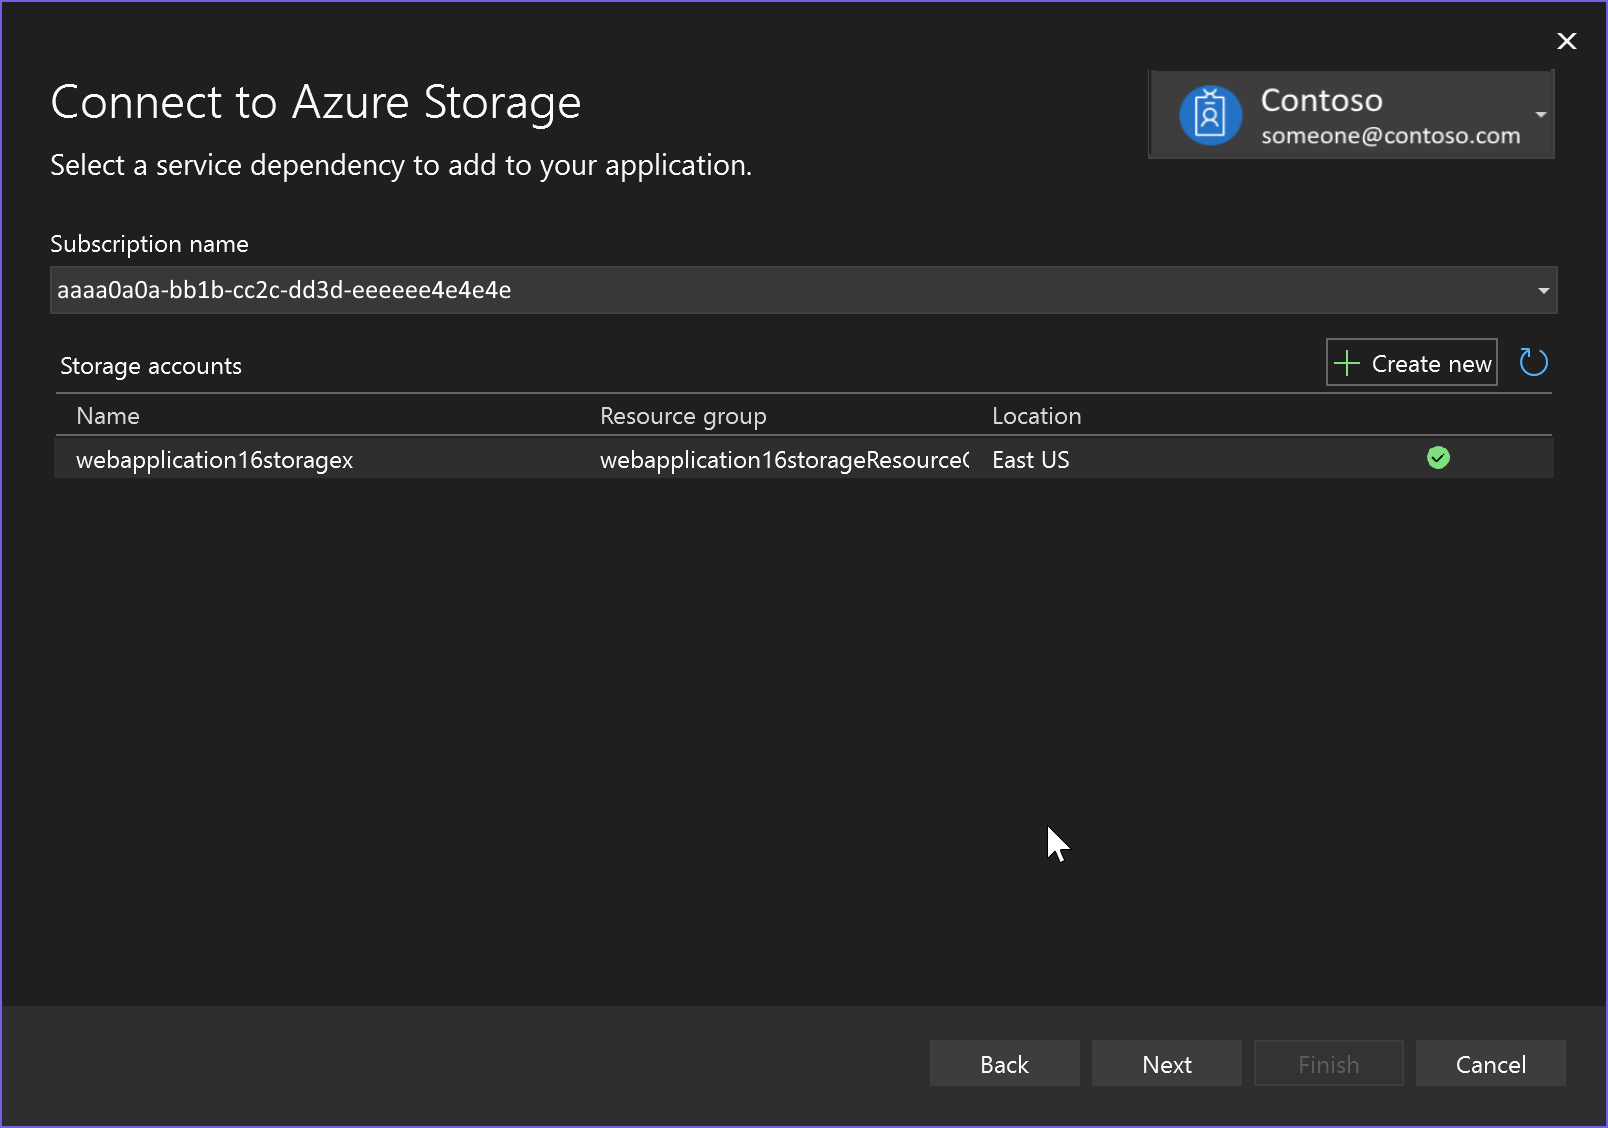 Connect to Azure Storage
Contoso
someone@contoso.com
Select a service dependency to add to your application.
Subscription name
aaaa0a0a-bb1b-cc2c-dd3d-eeeeee4e4e4e
Storage accounts
Create new
Name Resource group Location
webapplication16storagex webapplication16storageResource East US
Back Next Finish Cancel